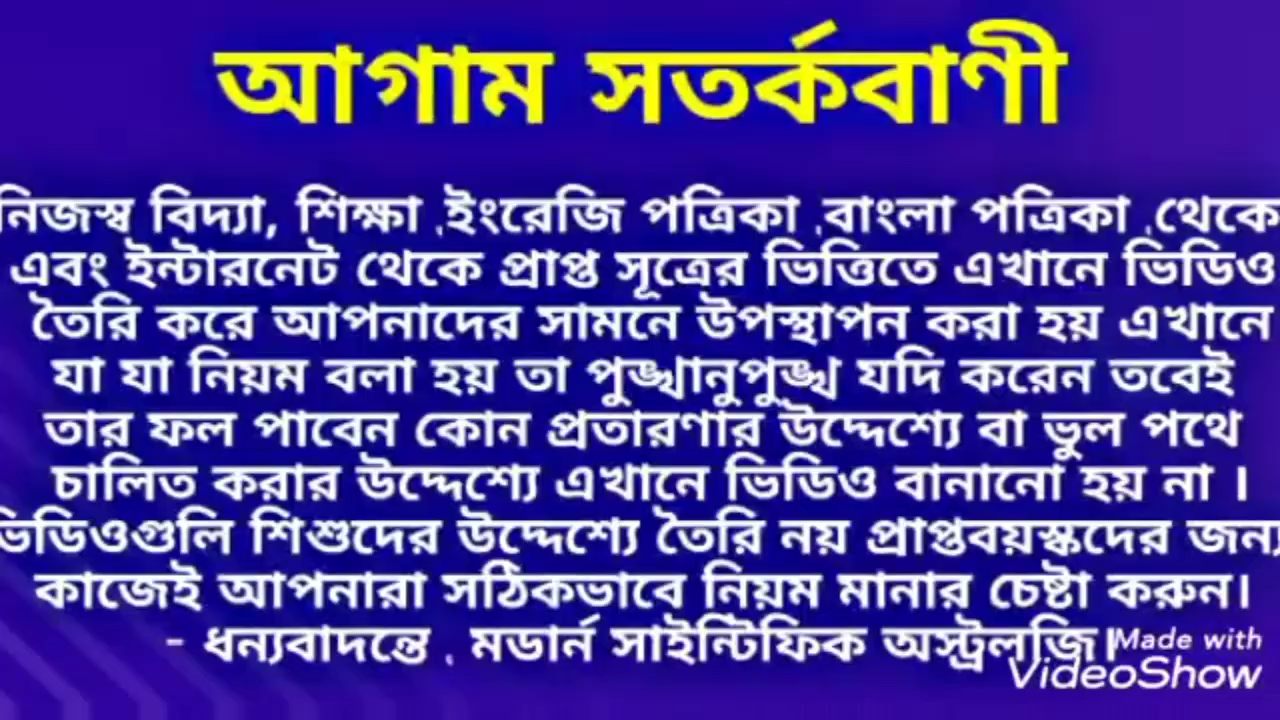 আগাম সতর্কবাণী
নিজস্ব বিদ্যা, শিক্ষা ,ইংরেজি পত্রিকা ,বাংলা পত্রিকা ,থেকে
এবং ইন্টারনেট থেকে প্রাপ্ত সূত্রের ভিত্তিতে এখানে ভিডিও
তৈরি করে আপনাদের সামনে উপস্থাপন করা হয় এখানে
যা যা নিয়ম বলা হয় তা পুঙ্খানুপুঙ্খ যদি করেন তবেই
তার ফল পাবেন কোন প্রতারণার উদ্দেশ্যে বা ভুল পথে
চালিত করার উদ্দেশ্যে এখানে ভিডিও বানানো হয় না ।
ভিডিওগুলি শিশুদের উদ্দেশ্যে তৈরি নয় প্রাপ্তবয়স্কদের জন্য
কাজেই আপনারা সঠিকভাবে নিয়ম মানার চেষ্টা করুন।
- ধন্যবাদন্তে , মডার্ন সাইন্টিফিক অস্ট্রলজি।
Made with
VideoShow